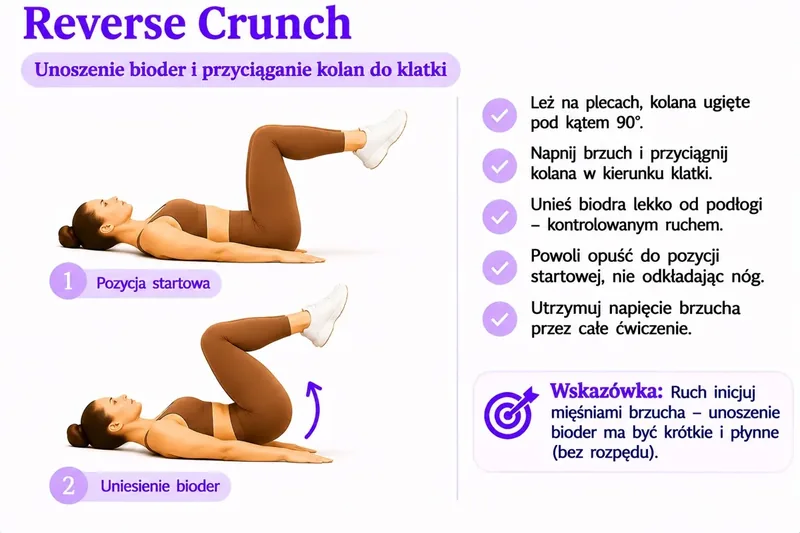 Reverse Crunch
Unoszenie bioder i przyciąganie kolan do klatki
1 Pozycja startowa
2 Uniesienie bioder
Leż na plecach, kolana ugięte
pod kątem 90°.
Napnij brzuch i przyciągnij
kolana w kierunku klatki.
Unieś biodra lekko od podłogi
– kontrolowanym ruchem.
Powoli opuść do pozycji
startowej, nie odkładając nóg.
Utrzymuj napięcie brzucha
przez całe ćwiczenie.
Wskazówka: Ruch inicjuj
mięśniami brzucha – unoszenie
bioder ma być krótkie i płynne
(bez rozpędu).